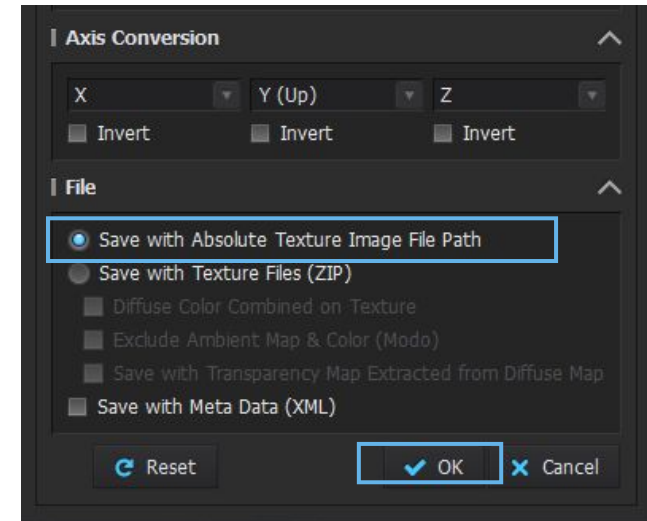 Axis Conversion
X Y (Up) Z
Invert Invert Invert
File
Save with Absolute Texture Image File Path
Save with Texture Files (ZIP)
Diffuse Color Combined on Texture
Exclude Ambient Map & Color (Modo)
Save with Transparency Map Extracted from Diffuse Map
Save with Meta Data (XML)
Reset OK Cancel